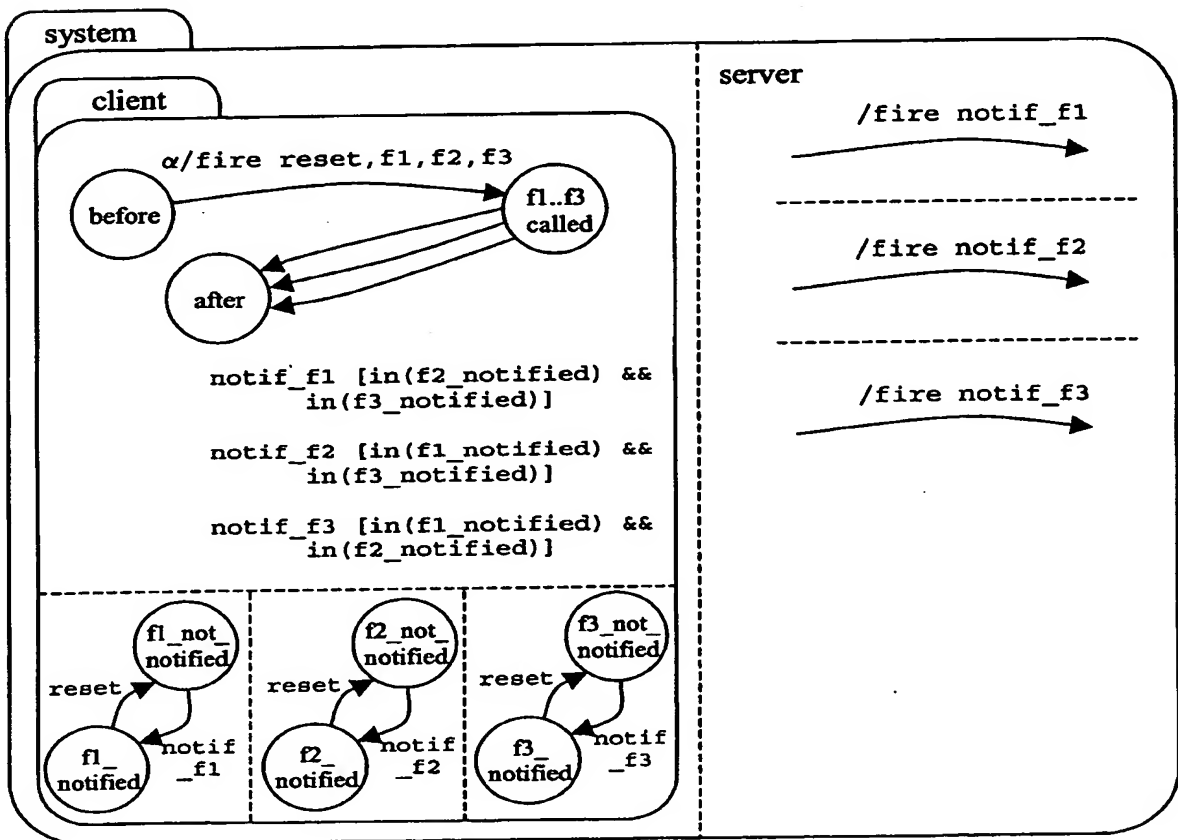 system
client
server
α/fire reset,f1,f2,f3
before
f1..f3
called
after
notif_f1 [in(f2_notified) &&
in(f3_notified)]
notif_f2 [in(f1_notified) &&
in(f3_notified)]
notif_f3 [in(f1_notified) &&
in(f2_notified)]
/fire notif_f1
/fire notif_f2
/fire notif_f3
f1_not_
notified
reset
f1_
notified
notif
_f1
f2_not_
notified
reset
f2_
notified
notif
_f2
f3_not_
notified
reset
f3_
notified
notif
_f3